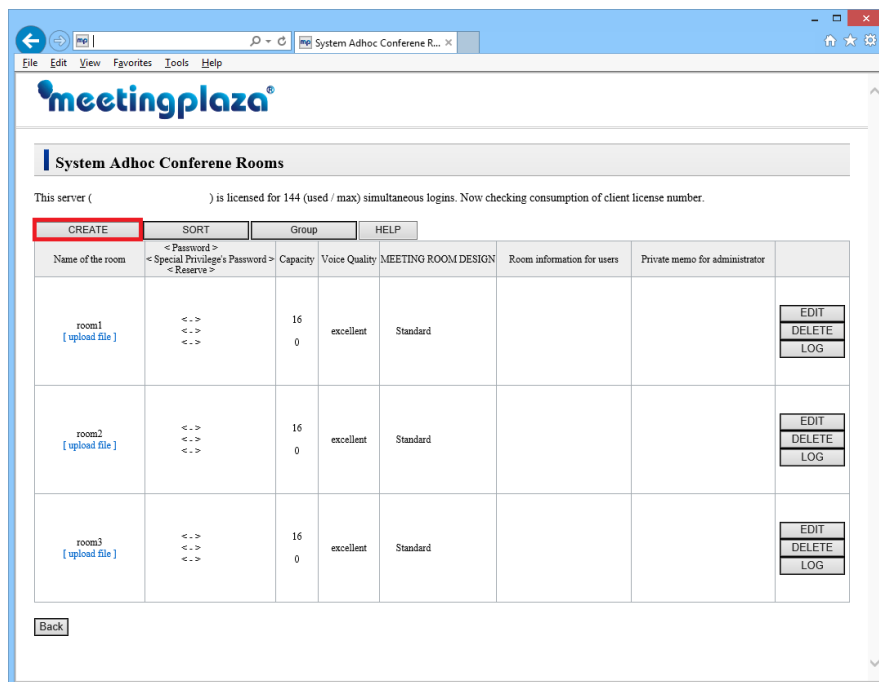 mp
System Adhoc Conferene R...
File Edit View Favorites Tools Help
meetingplaza®
System Adhoc Conferene Rooms
This server ( ) is licensed for 144 (used / max) simultaneous logins. Now checking consumption of client license number.
CREATE SORT Group HELP
Name of the room
< Password >
< Special Privilege's Password >
< Reserve >
Capacity
Voice Quality
MEETING ROOM DESIGN
Room information for users
Private memo for administrator
room1
[ upload file ]
< - >
< - >
< - >
16
0
excellent
Standard
EDIT
DELETE
LOG
room2
[ upload file ]
< - >
< - >
< - >
16
0
excellent
Standard
EDIT
DELETE
LOG
room3
[ upload file ]
< - >
< - >
< - >
16
0
excellent
Standard
EDIT
DELETE
LOG
Back